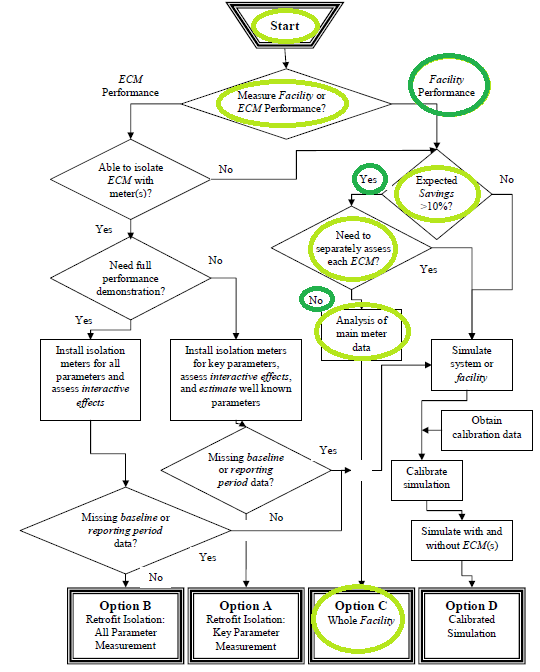 Start
ECM
Performance
Measure Facility or
ECM Performance?
Facility
Performance
Able to isolate
ECM with
meter(s)?
No
Yes
Expected
Savings
>10%?
No
Yes
Need to
separately assess
each ECM?
Yes
Need full
performance
demonstration?
No
No
Yes
Analysis of
main meter
data
Install isolation
meters for all
parameters and
assess interactive
effects
Install isolation meters
for key parameters,
assess interactive effects,
and estimate well known
parameters
Simulate
system or
facility
Obtain
calibration data
Missing baseline
or reporting
period data?
Yes
No
Calibrate
simulation
Missing baseline or
reporting period
data?
Yes
No
Simulate with and
without ECM(s)
Option B
Retrofit Isolation:
All Parameter
Measurement
Option A
Retrofit Isolation:
Key Parameter
Measurement
Option C
Whole Facility
Option D
Calibrated
Simulation